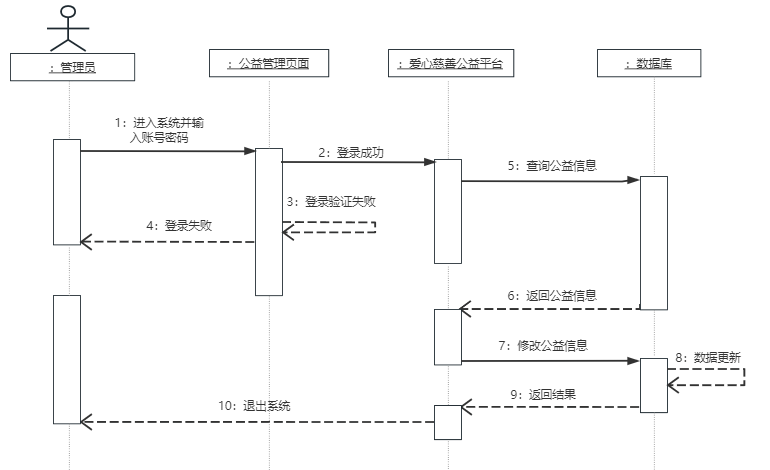 ：管理员
：公益管理页面
：爱心慈善公益平台
：数据库
1：进入系统并输
入账号密码
2：登录成功
5：查询公益信息
3：登录验证失败
4：登录失败
6：返回公益信息
7：修改公益信息
8：数据更新
9：返回结果
10：退出系统